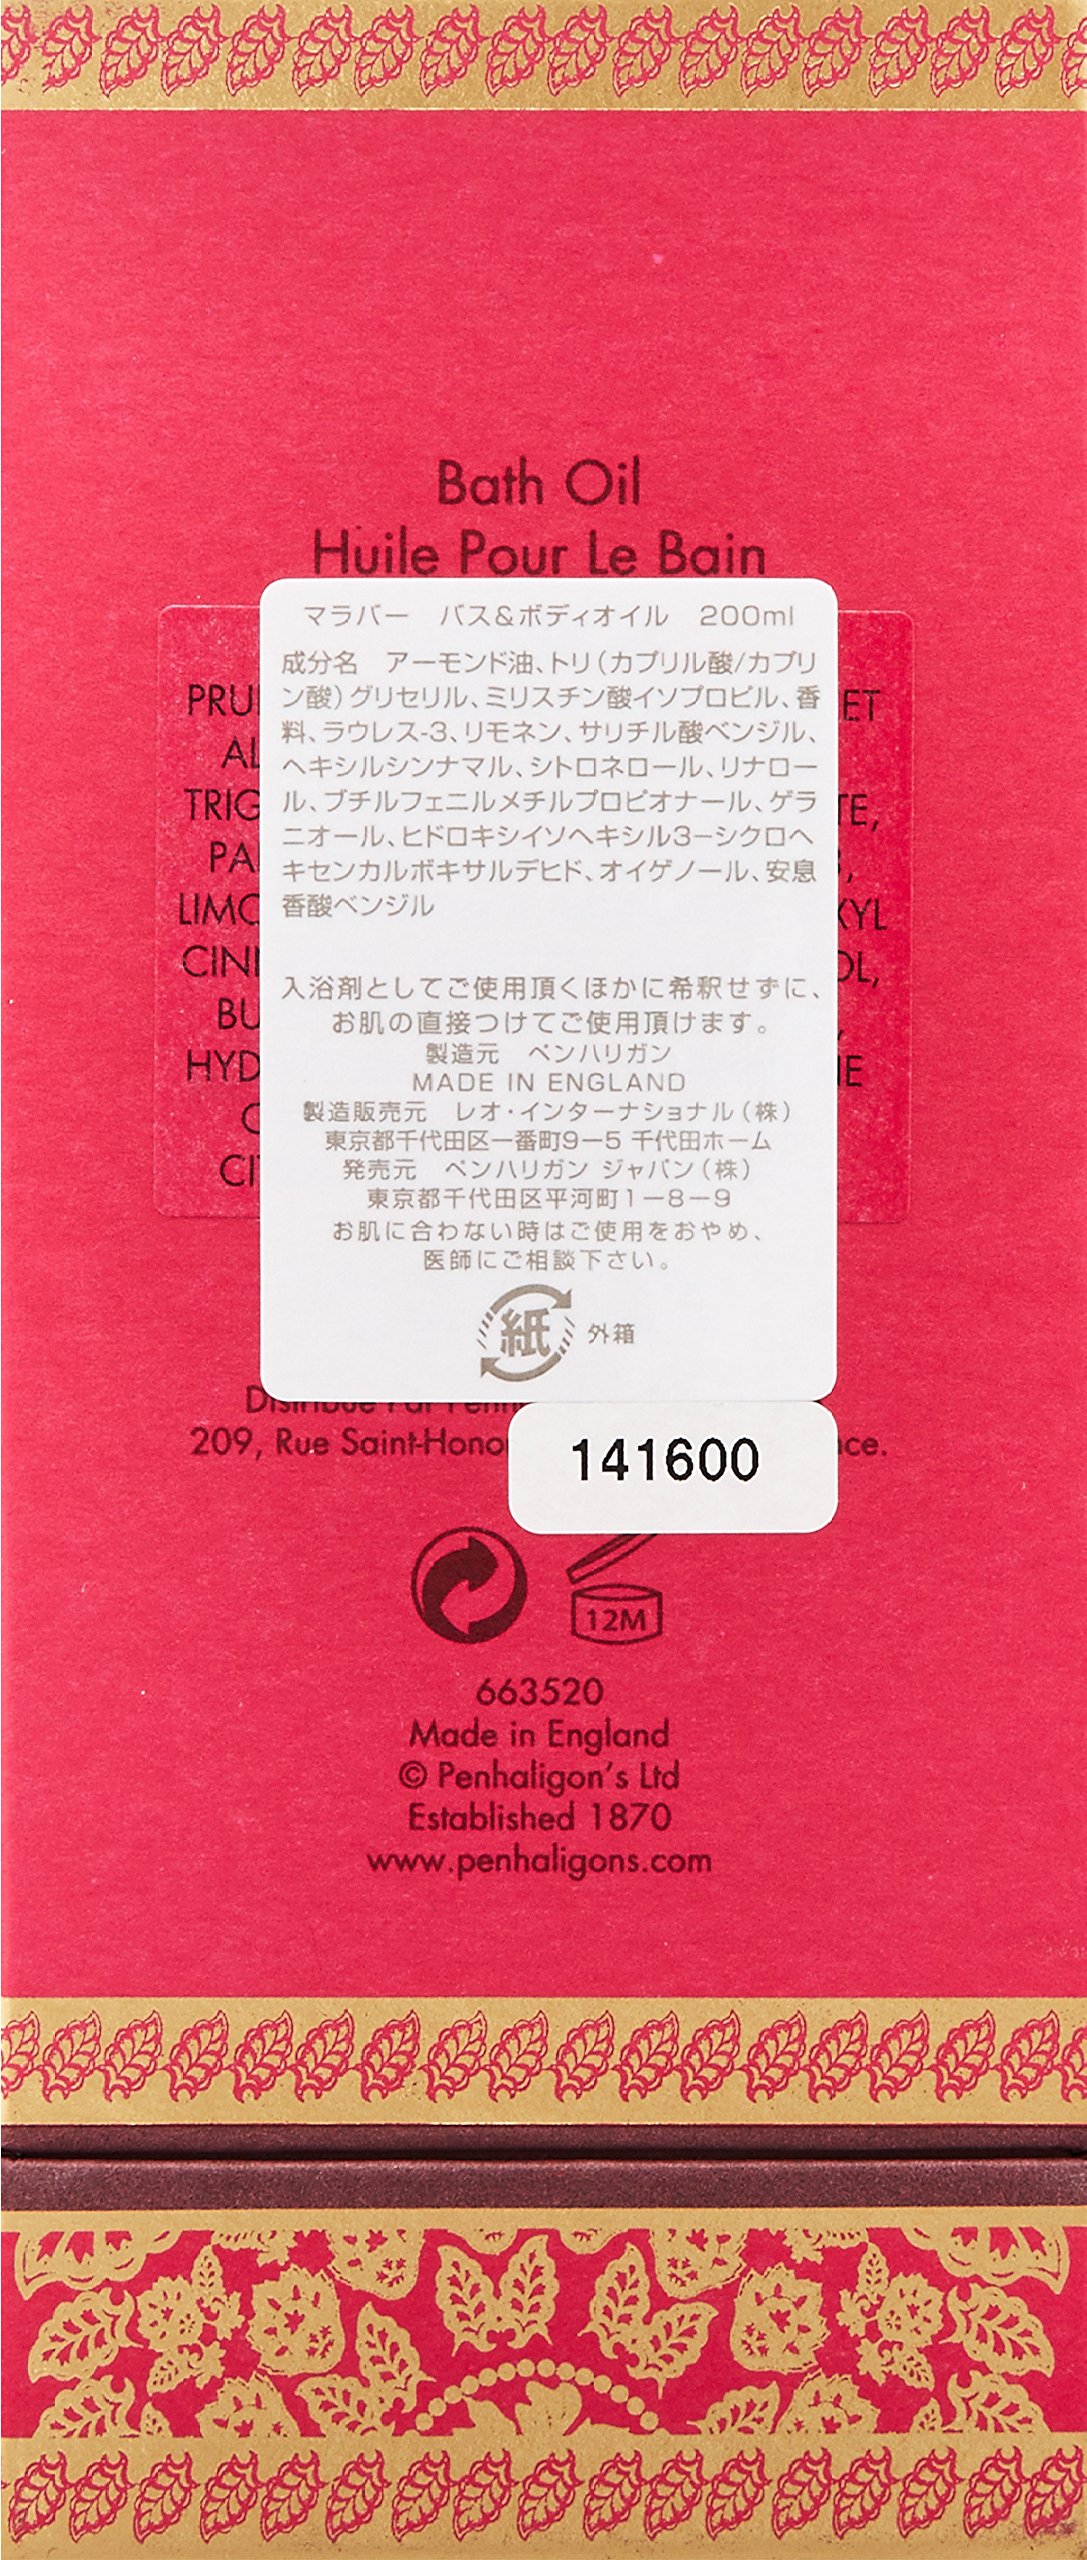 Bath Oil
Huile Pour Le Bain
マラバー バス&ボディオイル 200ml
成分名 アーモンド油、トリ(カプリル酸/カプリ
ン酸)グリセリル、ミリスチン酸イソプロピル、香
料、ラウレス-3、リモネン、サリチル酸ベンジル、
ヘキシルシンナマル、シトロネロール、リナロー
ル、ブチルフェニルメチルプロピオナール、ゲラ
ニオール、ヒドロキシイソヘキシル3-シクロヘ
キセンカルボキサルデヒド、オイゲノール、安息
香酸ベンジル
入浴剤としてご使用頂くほかに希釈せずに、
お肌の直接つけてご使用頂けます。
製造元 ペンハリガン
MADE IN ENGLAND
製造販売元 レオ・インターナショナル(株)
東京都千代田区一番町9-5 千代田ホーム
発売元 ペンハリガン ジャパン(株)
東京都千代田区平河町1-8-9
お肌に合わない時はご使用をおやめ、
医師にご相談下さい。
紙 外箱
209, Rue Saint-Hono
141600
12M
663520
Made in England
© Penhaligon's Ltd
Established 1870
www.penhaligons.com